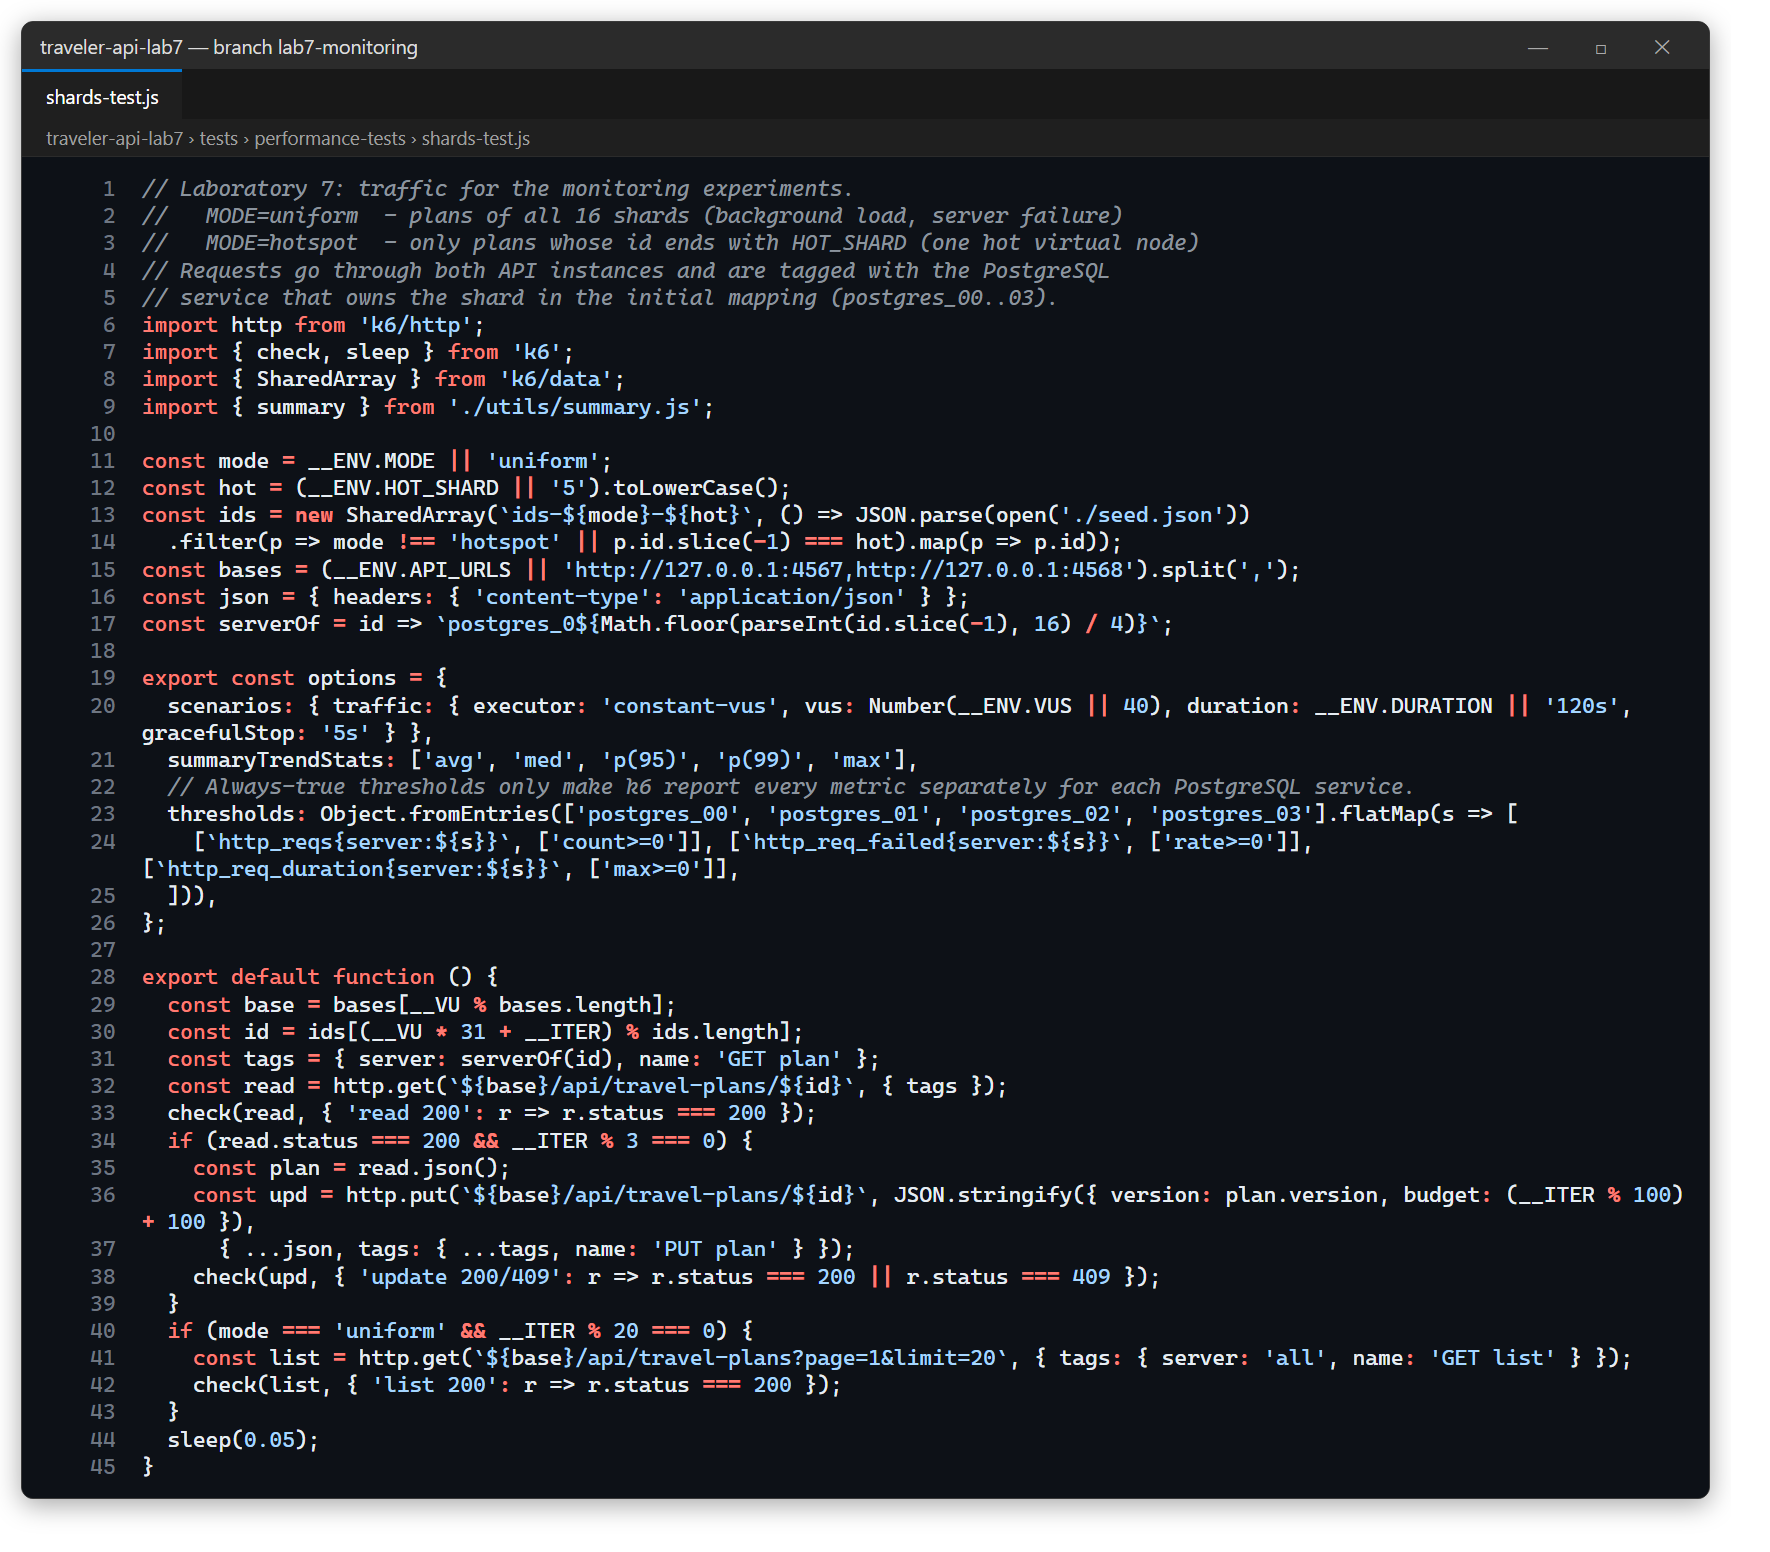 traveler-api-lab7 — branch lab7-monitoring
shards-test.js
traveler-api-lab7 › tests › performance-tests › shards-test.js
1 // Laboratory 7: traffic for the monitoring experiments.
2 //   MODE=uniform  - plans of all 16 shards (background load, server failure)
3 //   MODE=hotspot  - only plans whose id ends with HOT_SHARD (one hot virtual node)
4 // Requests go through both API instances and are tagged with the PostgreSQL
5 // service that owns the shard in the initial mapping (postgres_00..03).
6 import http from 'k6/http';
7 import { check, sleep } from 'k6';
8 import { SharedArray } from 'k6/data';
9 import { summary } from './utils/summary.js';
10
11 const mode = __ENV.MODE || 'uniform';
12 const hot = (__ENV.HOT_SHARD || '5').toLowerCase();
13 const ids = new SharedArray(`ids-${mode}-${hot}`, () => JSON.parse(open('./seed.json'))
14   .filter(p => mode !== 'hotspot' || p.id.slice(-1) === hot).map(p => p.id));
15 const bases = (__ENV.API_URLS || 'http://127.0.0.1:4567,http://127.0.0.1:4568').split(',');
16 const json = { headers: { 'content-type': 'application/json' } };
17 const serverOf = id => `postgres_0${Math.floor(parseInt(id.slice(-1), 16) / 4)}`;
18
19 export const options = {
20   scenarios: { traffic: { executor: 'constant-vus', vus: Number(__ENV.VUS || 40), duration: __ENV.DURATION || '120s',
gracefulStop: '5s' } },
21   summaryTrendStats: ['avg', 'med', 'p(95)', 'p(99)', 'max'],
22   // Always-true thresholds only make k6 report every metric separately for each PostgreSQL service.
23   thresholds: Object.fromEntries(['postgres_00', 'postgres_01', 'postgres_02', 'postgres_03'].flatMap(s => [
24     [`http_reqs{server:${s}}`, ['count>=0']], [`http_req_failed{server:${s}}`, ['rate>=0']],
[`http_req_duration{server:${s}}`, ['max>=0']],
25   ])),
26 };
27
28 export default function () {
29   const base = bases[__VU % bases.length];
30   const id = ids[(__VU * 31 + __ITER) % ids.length];
31   const tags = { server: serverOf(id), name: 'GET plan' };
32   const read = http.get(`${base}/api/travel-plans/${id}`, { tags });
33   check(read, { 'read 200': r => r.status === 200 });
34   if (read.status === 200 && __ITER % 3 === 0) {
35     const plan = read.json();
36     const upd = http.put(`${base}/api/travel-plans/${id}`, JSON.stringify({ version: plan.version, budget: (__ITER % 100)
+ 100 }),
37       { ...json, tags: { ...tags, name: 'PUT plan' } });
38     check(upd, { 'update 200/409': r => r.status === 200 || r.status === 409 });
39   }
40   if (mode === 'uniform' && __ITER % 20 === 0) {
41     const list = http.get(`${base}/api/travel-plans?page=1&limit=20`, { tags: { server: 'all', name: 'GET list' } });
42     check(list, { 'list 200': r => r.status === 200 });
43   }
44   sleep(0.05);
45 }